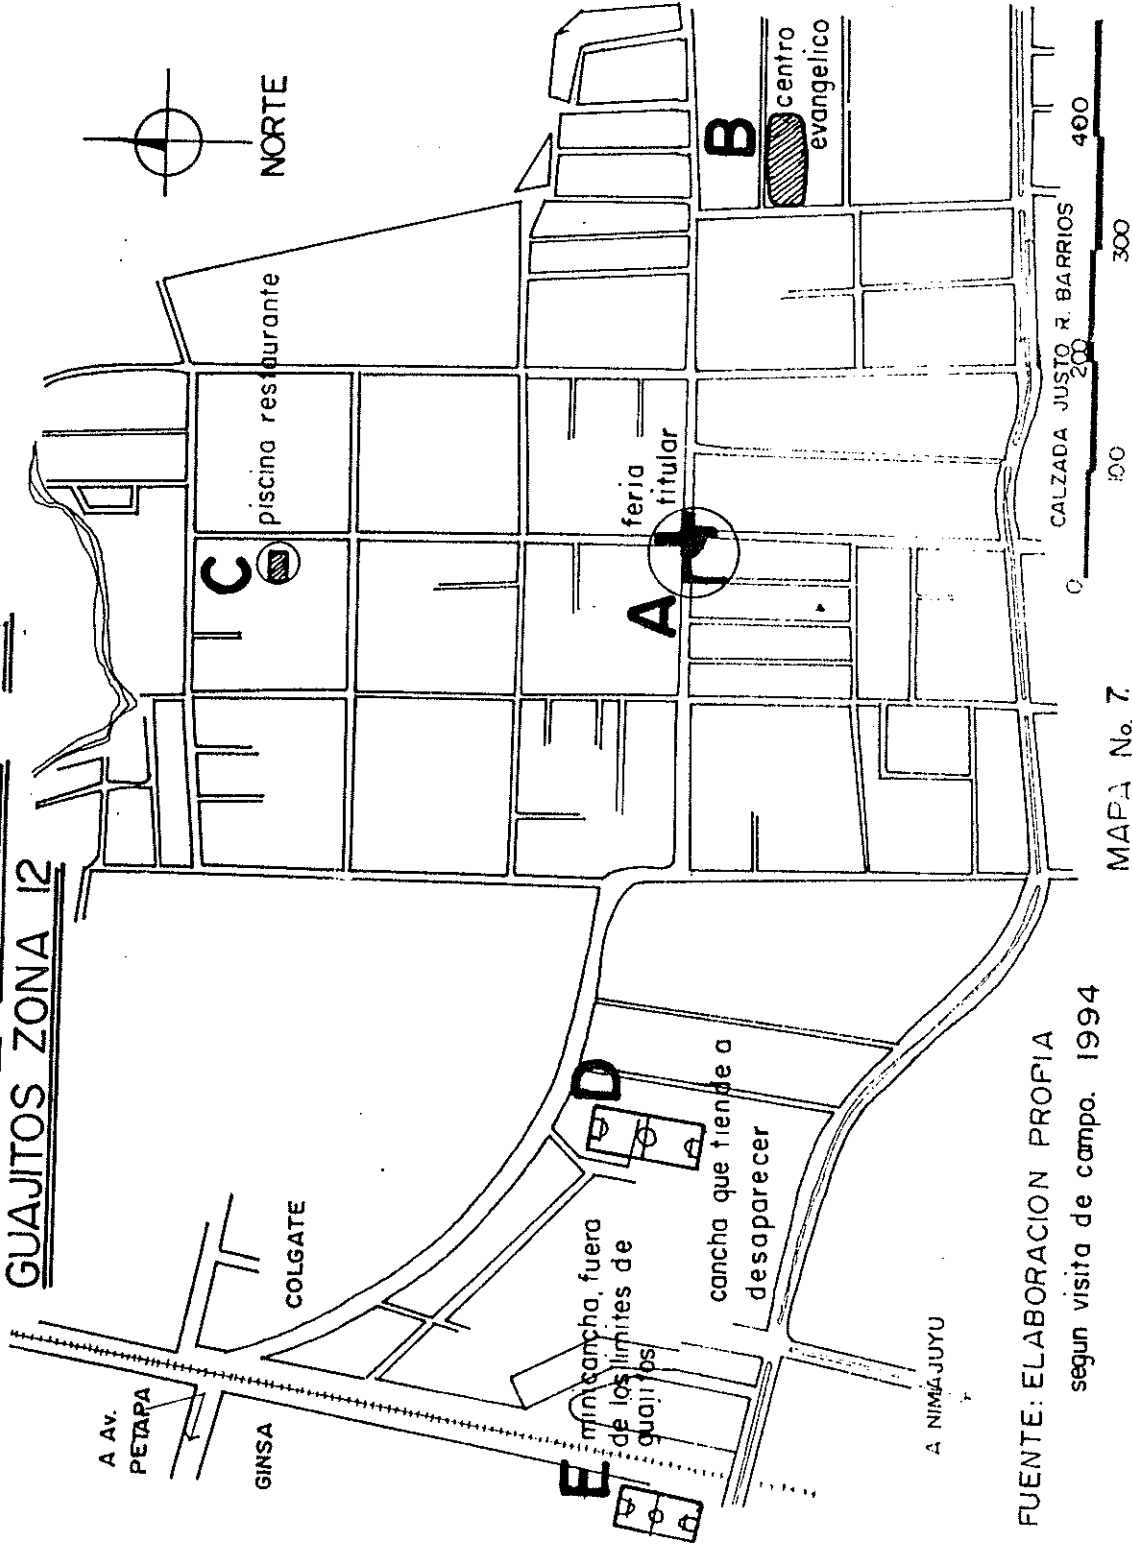 GUAJITOS ZONA 12
NORTE
A Av.
PETAPA
GINSA
COLGATE
C
piscina restaurante
A
feria
titular
B
centro
evangelico
D
cancha que tiende a
desaparecer
E
minicancha, fuera
de los limites de
guajitos
A NIMAJUYU
CALZADA JUSTO R. BARRIOS
0
100
200
300
400
FUENTE: ELABORACION PROPIA
segun visita de campo. 1994
MAPA No. 7.